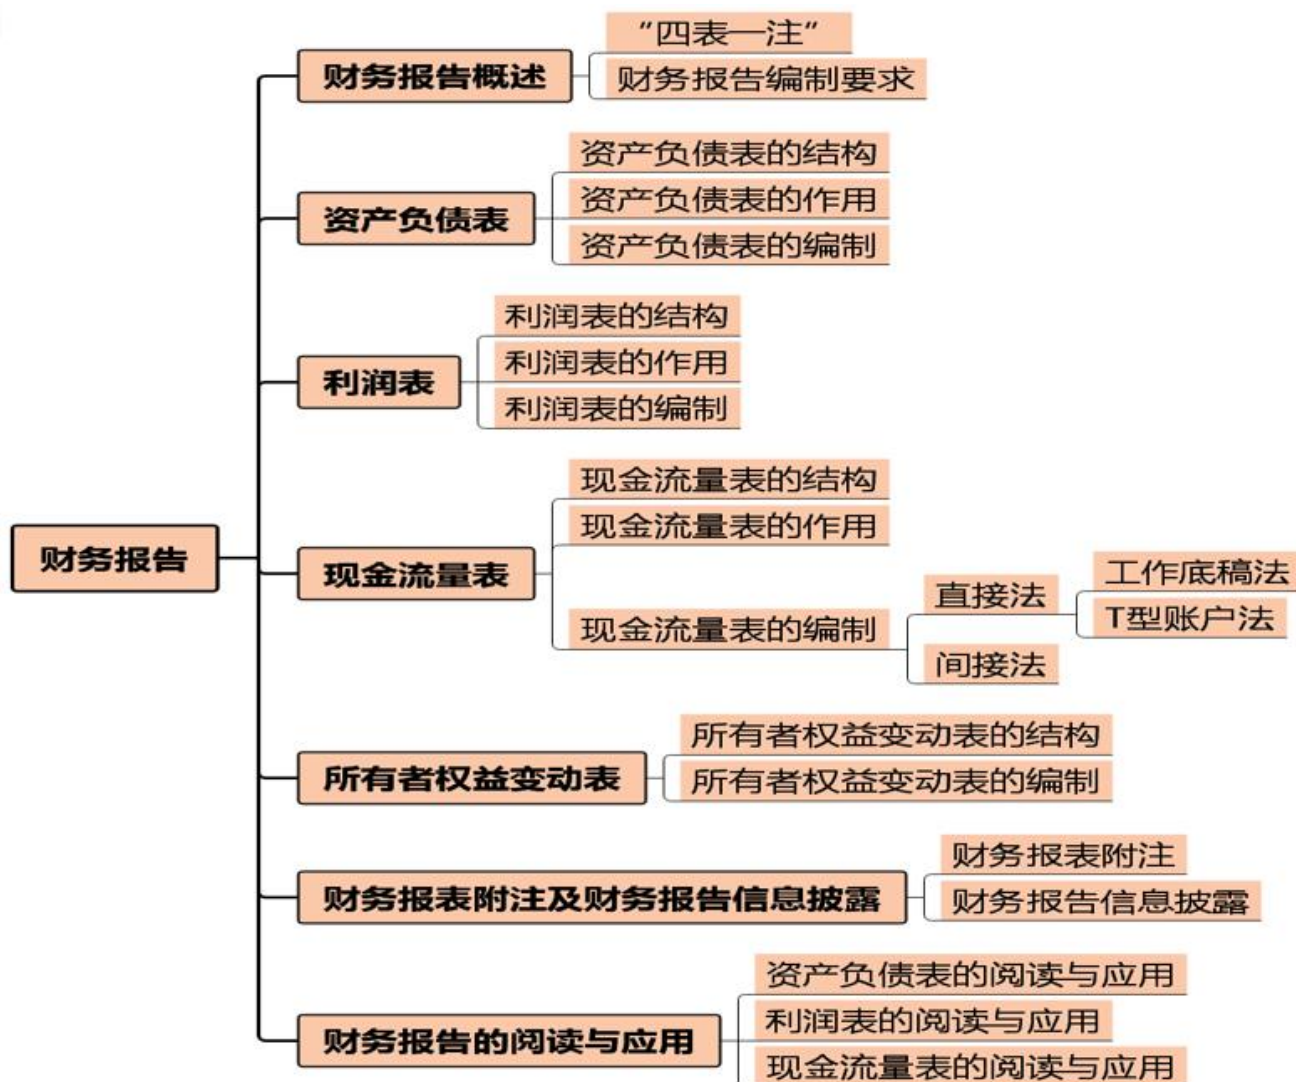 财务报告
财务报告概述
“四表一注”
财务报告编制要求
资产负债表
资产负债表的结构
资产负债表的作用
资产负债表的编制
利润表
利润表的结构
利润表的作用
利润表的编制
现金流量表
现金流量表的结构
现金流量表的作用
现金流量表的编制
直接法
工作底稿法
T型账户法
间接法
所有者权益变动表
所有者权益变动表的结构
所有者权益变动表的编制
财务报表附注及财务报告信息披露
财务报表附注
财务报告信息披露
财务报告的阅读与应用
资产负债表的阅读与应用
利润表的阅读与应用
现金流量表的阅读与应用